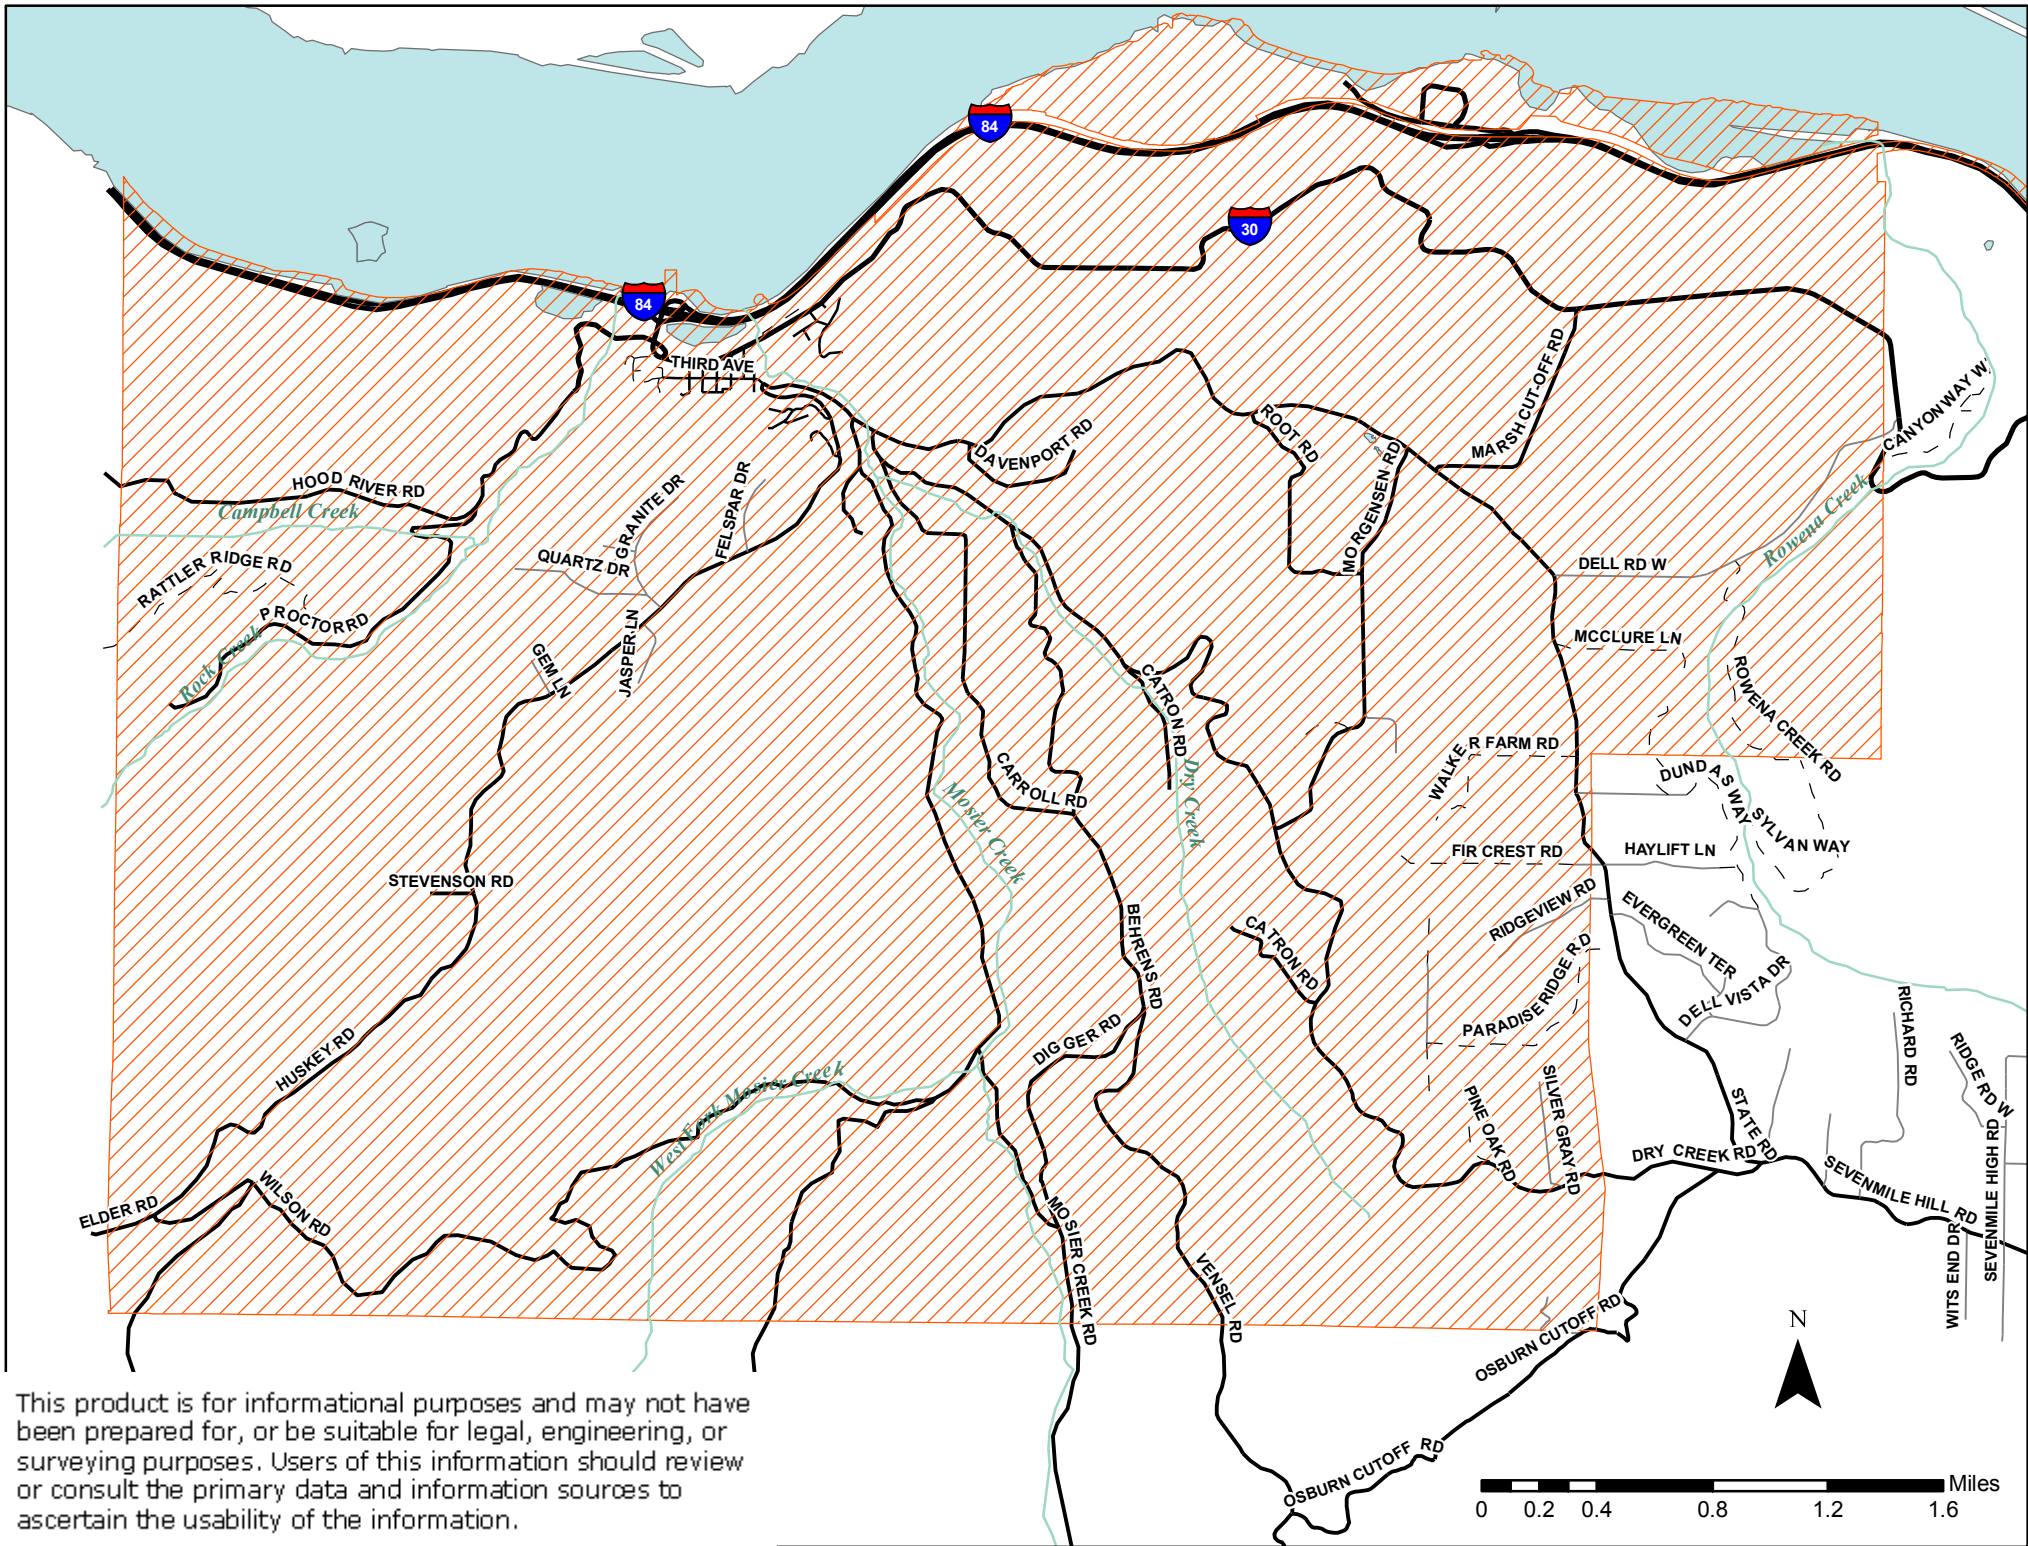 84
30
84
THIRD AVE
MARSH CUT-OFF RD
CANYON WAY W
ROOT RD
DAVENPORT RD
MORGENSEN RD
HOOD RIVER RD
Campbell Creek
GRANITE DR
FELSPAR DR
QUARTZ DR
RATTLER RIDGE RD
PROCTOR RD
Rock Creek
Rowena Creek
DELL RD W
MCCLURE LN
GEM LN
JASPER LN
CATRON RD
ROWENA CREEK RD
WALKER FARM RD
DUNDAS WAY
SYLVAN WAY
CARROLL RD
Mosier Creek
Dry Creek
FIR CREST RD
HAYLIFT LN
STEVENSON RD
RIDGEVIEW RD
EVERGREEN TER
BEHRENS RD
CATRON RD
PARADISE RIDGE RD
DELL VISTA DR
RICHARD RD
RIDGE RD W
DIGGER RD
HUSKEY RD
West Fork Mosier Creek
PINE OAK RD
SILVER GRAY RD
STATE RD
DRY CREEK RD
SEVENMILE HILL RD
SEVENMILE HIGH RD
WITS END DR
ELDER RD
WILSON RD
MOSIER CREEK RD
VENSEL RD
OSBURN CUTOFF RD
OSBURN CUTOFF RD
N
This product is for informational purposes and may not have
been prepared for, or be suitable for legal, engineering, or
surveying purposes. Users of this information should review
or consult the primary data and information sources to
ascertain the usability of the information.
Miles
0 0.2 0.4 0.8 1.2 1.6